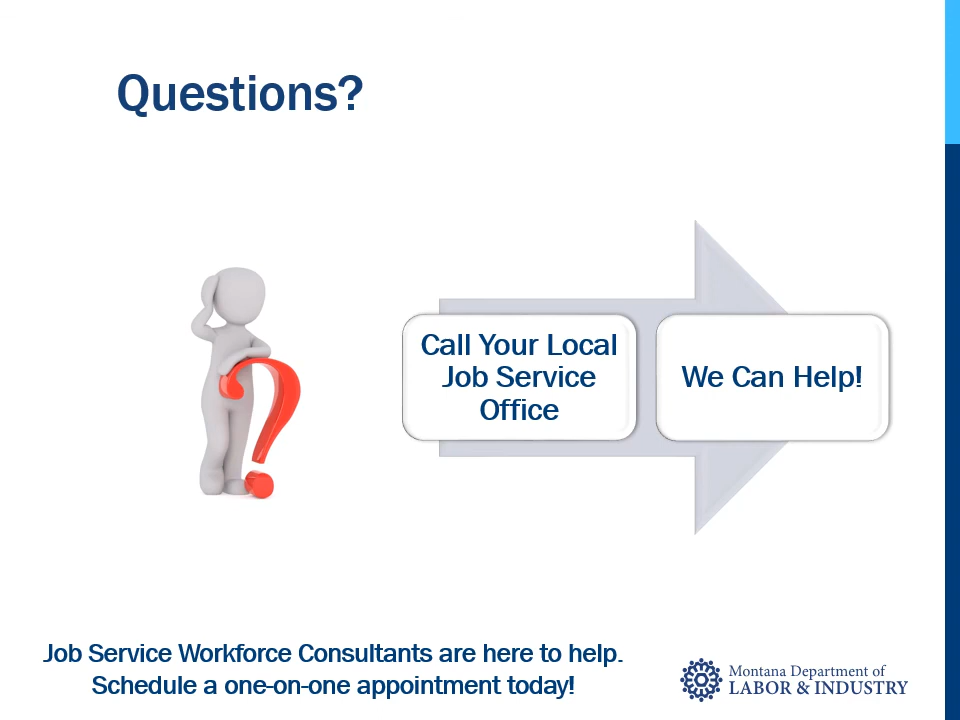 Questions?
Call Your Local
Job Service
Office
We Can Help!
Job Service Workforce Consultants are here to help.
Schedule a one-on-one appointment today!
Montana Department of
LABOR & INDUSTRY